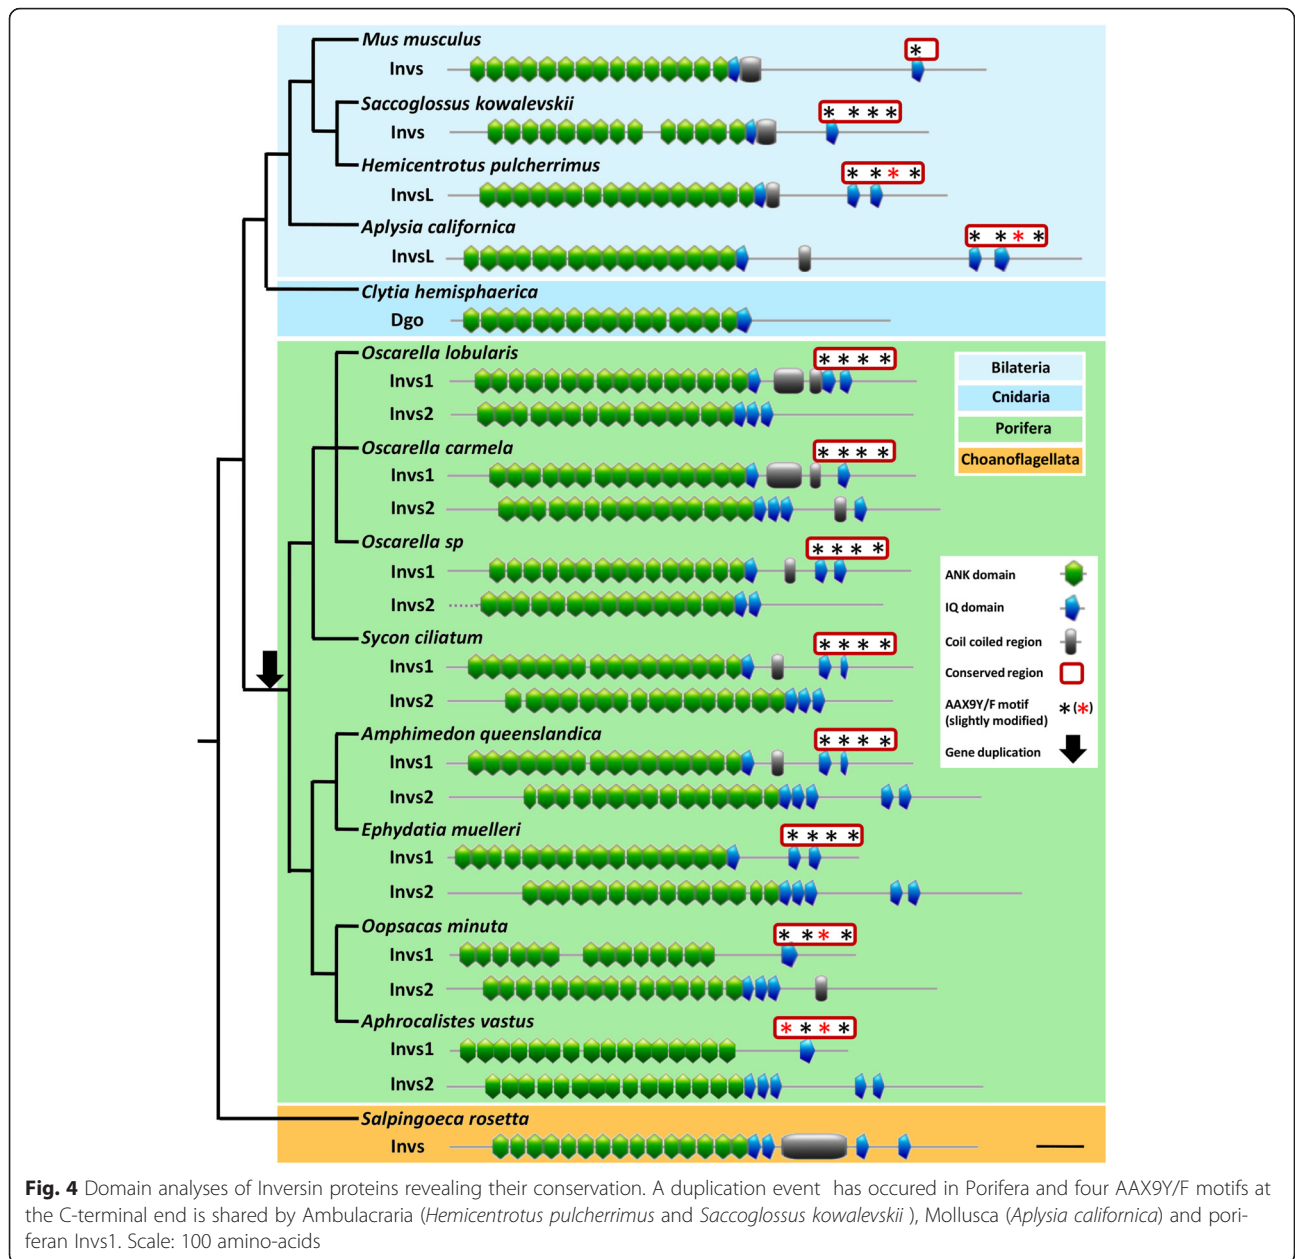 Mus musculus
Invs
*
Saccoglossus kowalevskii
Invs
* * * *
Hemicentrotus pulcherrimus
InvsL
* * * *
Aplysia californica
InvsL
* * * *
Clytia hemisphaerica
Dgo
Oscarella lobularis
Invs1
* * * *
Invs2
Oscarella carmela
Invs1
* * * *
Invs2
Oscarella sp
Invs1
* * * *
Invs2
Sycon ciliatum
Invs1
* * * *
Invs2
Amphimedon queenslandica
Invs1
* * * *
Invs2
Ephydatia muelleri
Invs1
* * * *
Invs2
Oopsacas minuta
Invs1
* * * *
Invs2
Aphrocalistes vastus
Invs1
* * * *
Invs2
Salpingoeca rosetta
Invs
Bilateria
Cnidaria
Porifera
Choanoflagellata
ANK domain
IQ domain
Coil coiled region
Conserved region
AAX9Y/F motif * (*)
(slightly modified)
Gene duplication
Fig. 4 Domain analyses of Inversin proteins revealing their conservation. A duplication event has occured in Porifera and four AAX9Y/F motifs at
the C-terminal end is shared by Ambulacraria (Hemicentrotus pulcherrimus and Saccoglossus kowalevskii ), Mollusca (Aplysia californica) and pori-
feran Invs1. Scale: 100 amino-acids